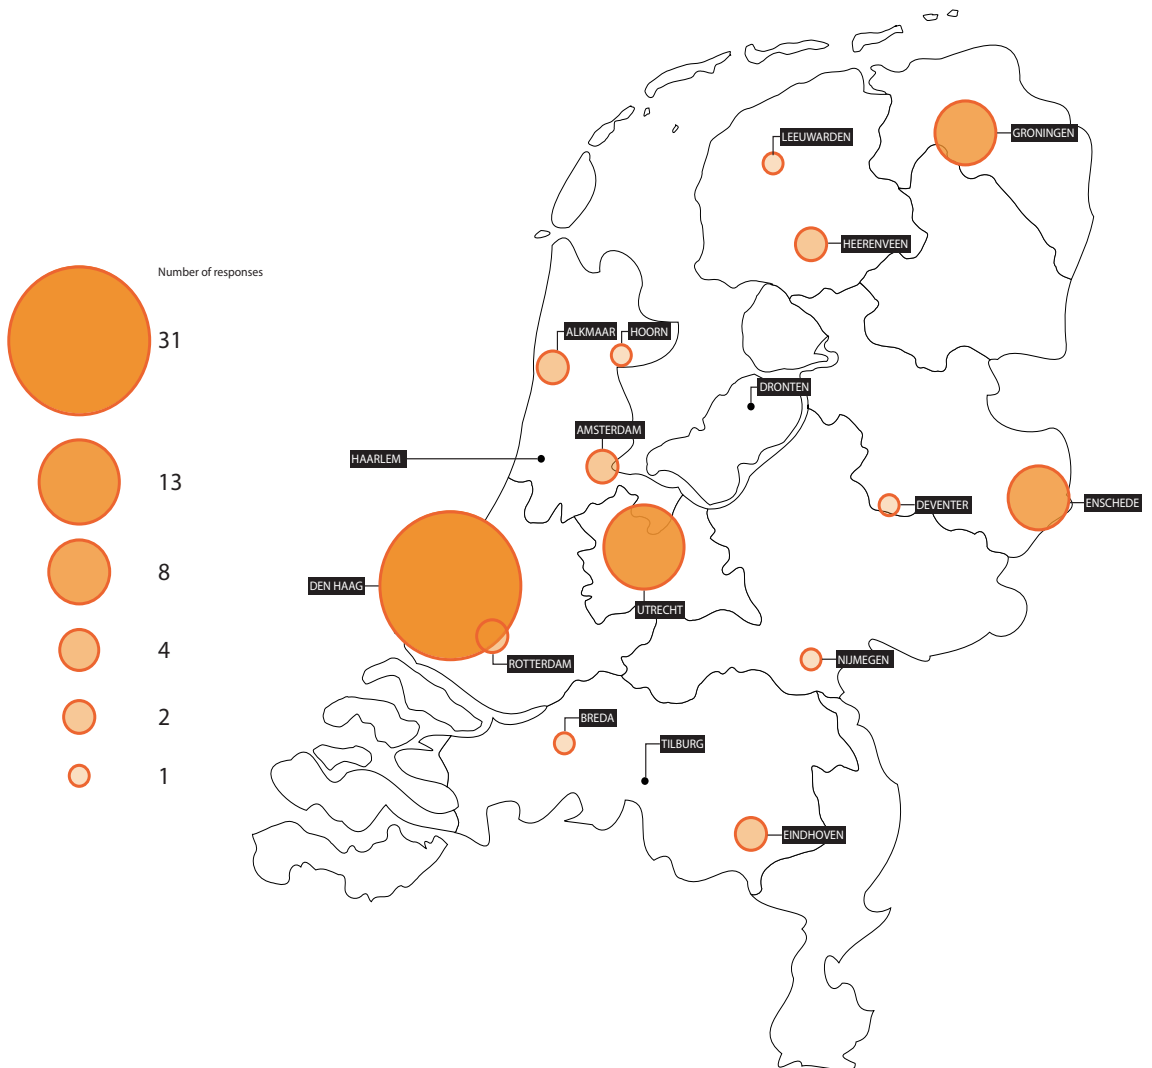 Number of responses
31
13
8
4
2
1
LEEUWARDEN
GRONINGEN
HEERENVEEN
ALKMAAR
HOORN
DRONTEN
AMSTERDAM
HAARLEM
DEVENTER
ENSCHEDE
DEN HAAG
UTRECHT
ROTTERDAM
NIJMEGEN
BREDA
TILBURG
EINDHOVEN